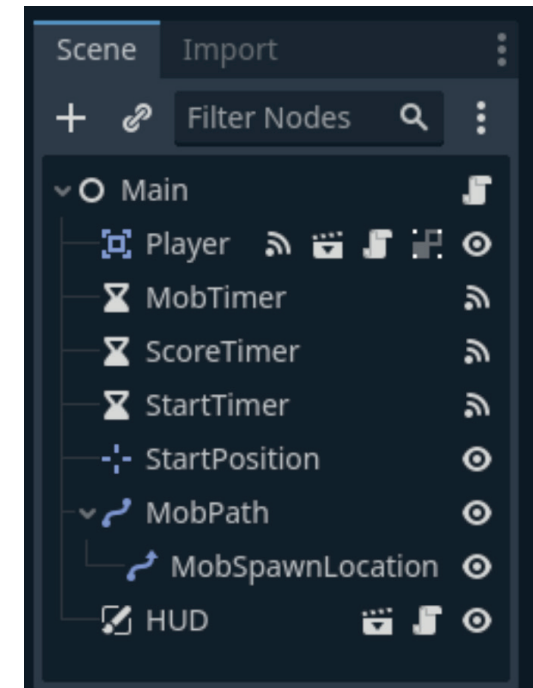 Scene Import
Filter Nodes
Main
Player
MobTimer
ScoreTimer
StartTimer
StartPosition
MobPath
MobSpawnLocation
HUD